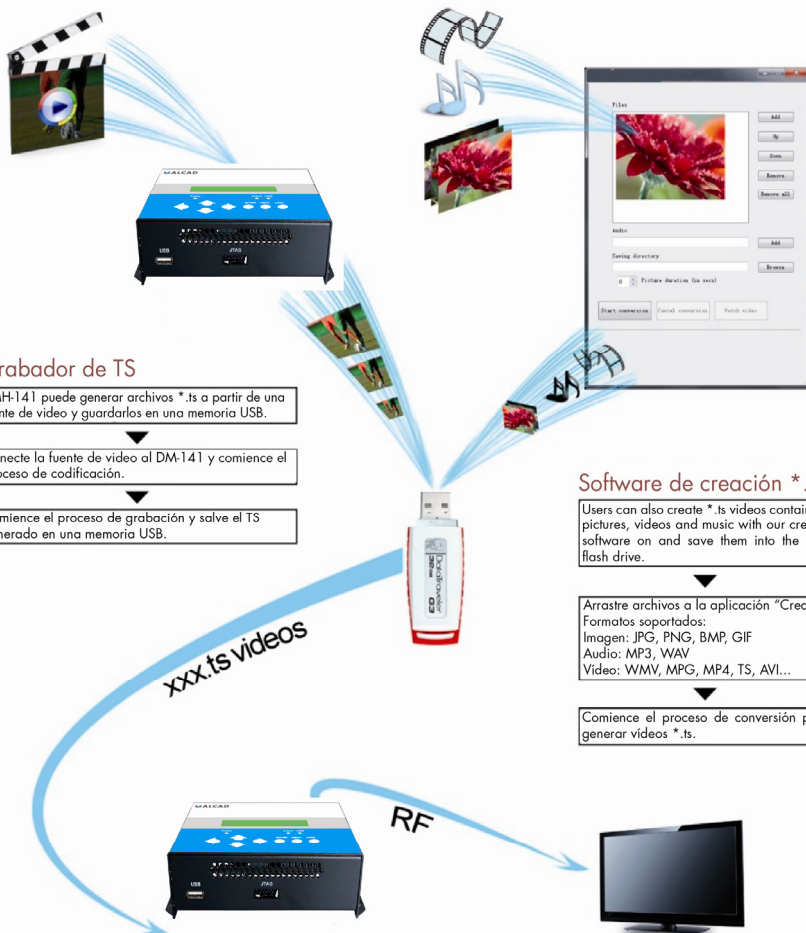 ALCAD
USB
JTAG
Files
Add
Up
Down
Remove
Remove all
Audio
Add
Saving directory
Browse
0 Picture duration (in secs)
Start conversion
Cancel conversion
Watch video
rabador de TS
H-141 puede generar archivos *.ts a partir de una
nte de video y guardarlos en una memoria USB.
necte la fuente de video al DM-141 y comience el
oceso de codificación.
mience el proceso de grabación y salve el TS
nerado en una memoria USB.
DataTraveler G3
32GB
Software de creación *.
Users can also create *.ts videos contain
pictures, videos and music with our crea
software on and save them into the
flash drive.
Arrastre archivos a la aplicación "Crea
Formatos soportados:
Imagen: JPG, PNG, BMP, GIF
Audio: MP3, WAV
Video: WMV, MPG, MP4, TS, AVI...
Comience el proceso de conversión p
generar vídeos *.ts.
xxx.ts videos
ALCAD
USB
JTAG
RF